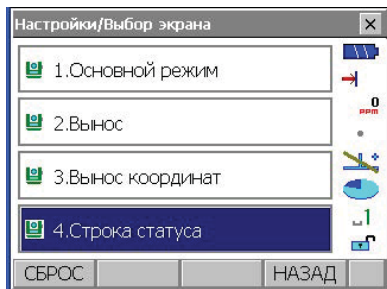 Настройки/Выбор экрана
1.Основной режим
0
ppm
2.Вынос
3.Вынос координат
4.Строка статуса
1
СБРОС НАЗАД